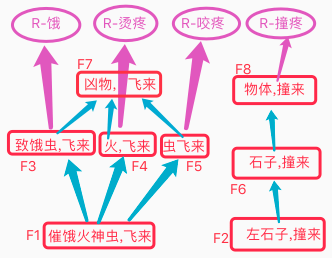 R-饿 R-烫疼 R-咬疼 R-撞疼
F7 F8
凶物, 飞来 物体,撞来
致饿虫,飞来 火,飞来 虫飞来 石子,撞来
F3 F4 F5 F6
F1 催饿火神虫,飞来 F2 左石子,撞来